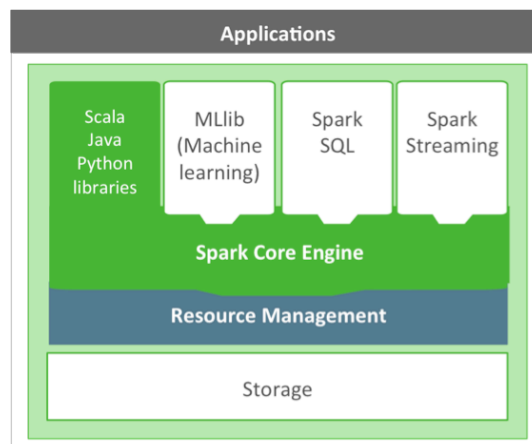 Applications
Scala
Java
Python
libraries
MLlib
(Machine
learning)
Spark
SQL
Spark
Streaming
Spark Core Engine
Resource Management
Storage